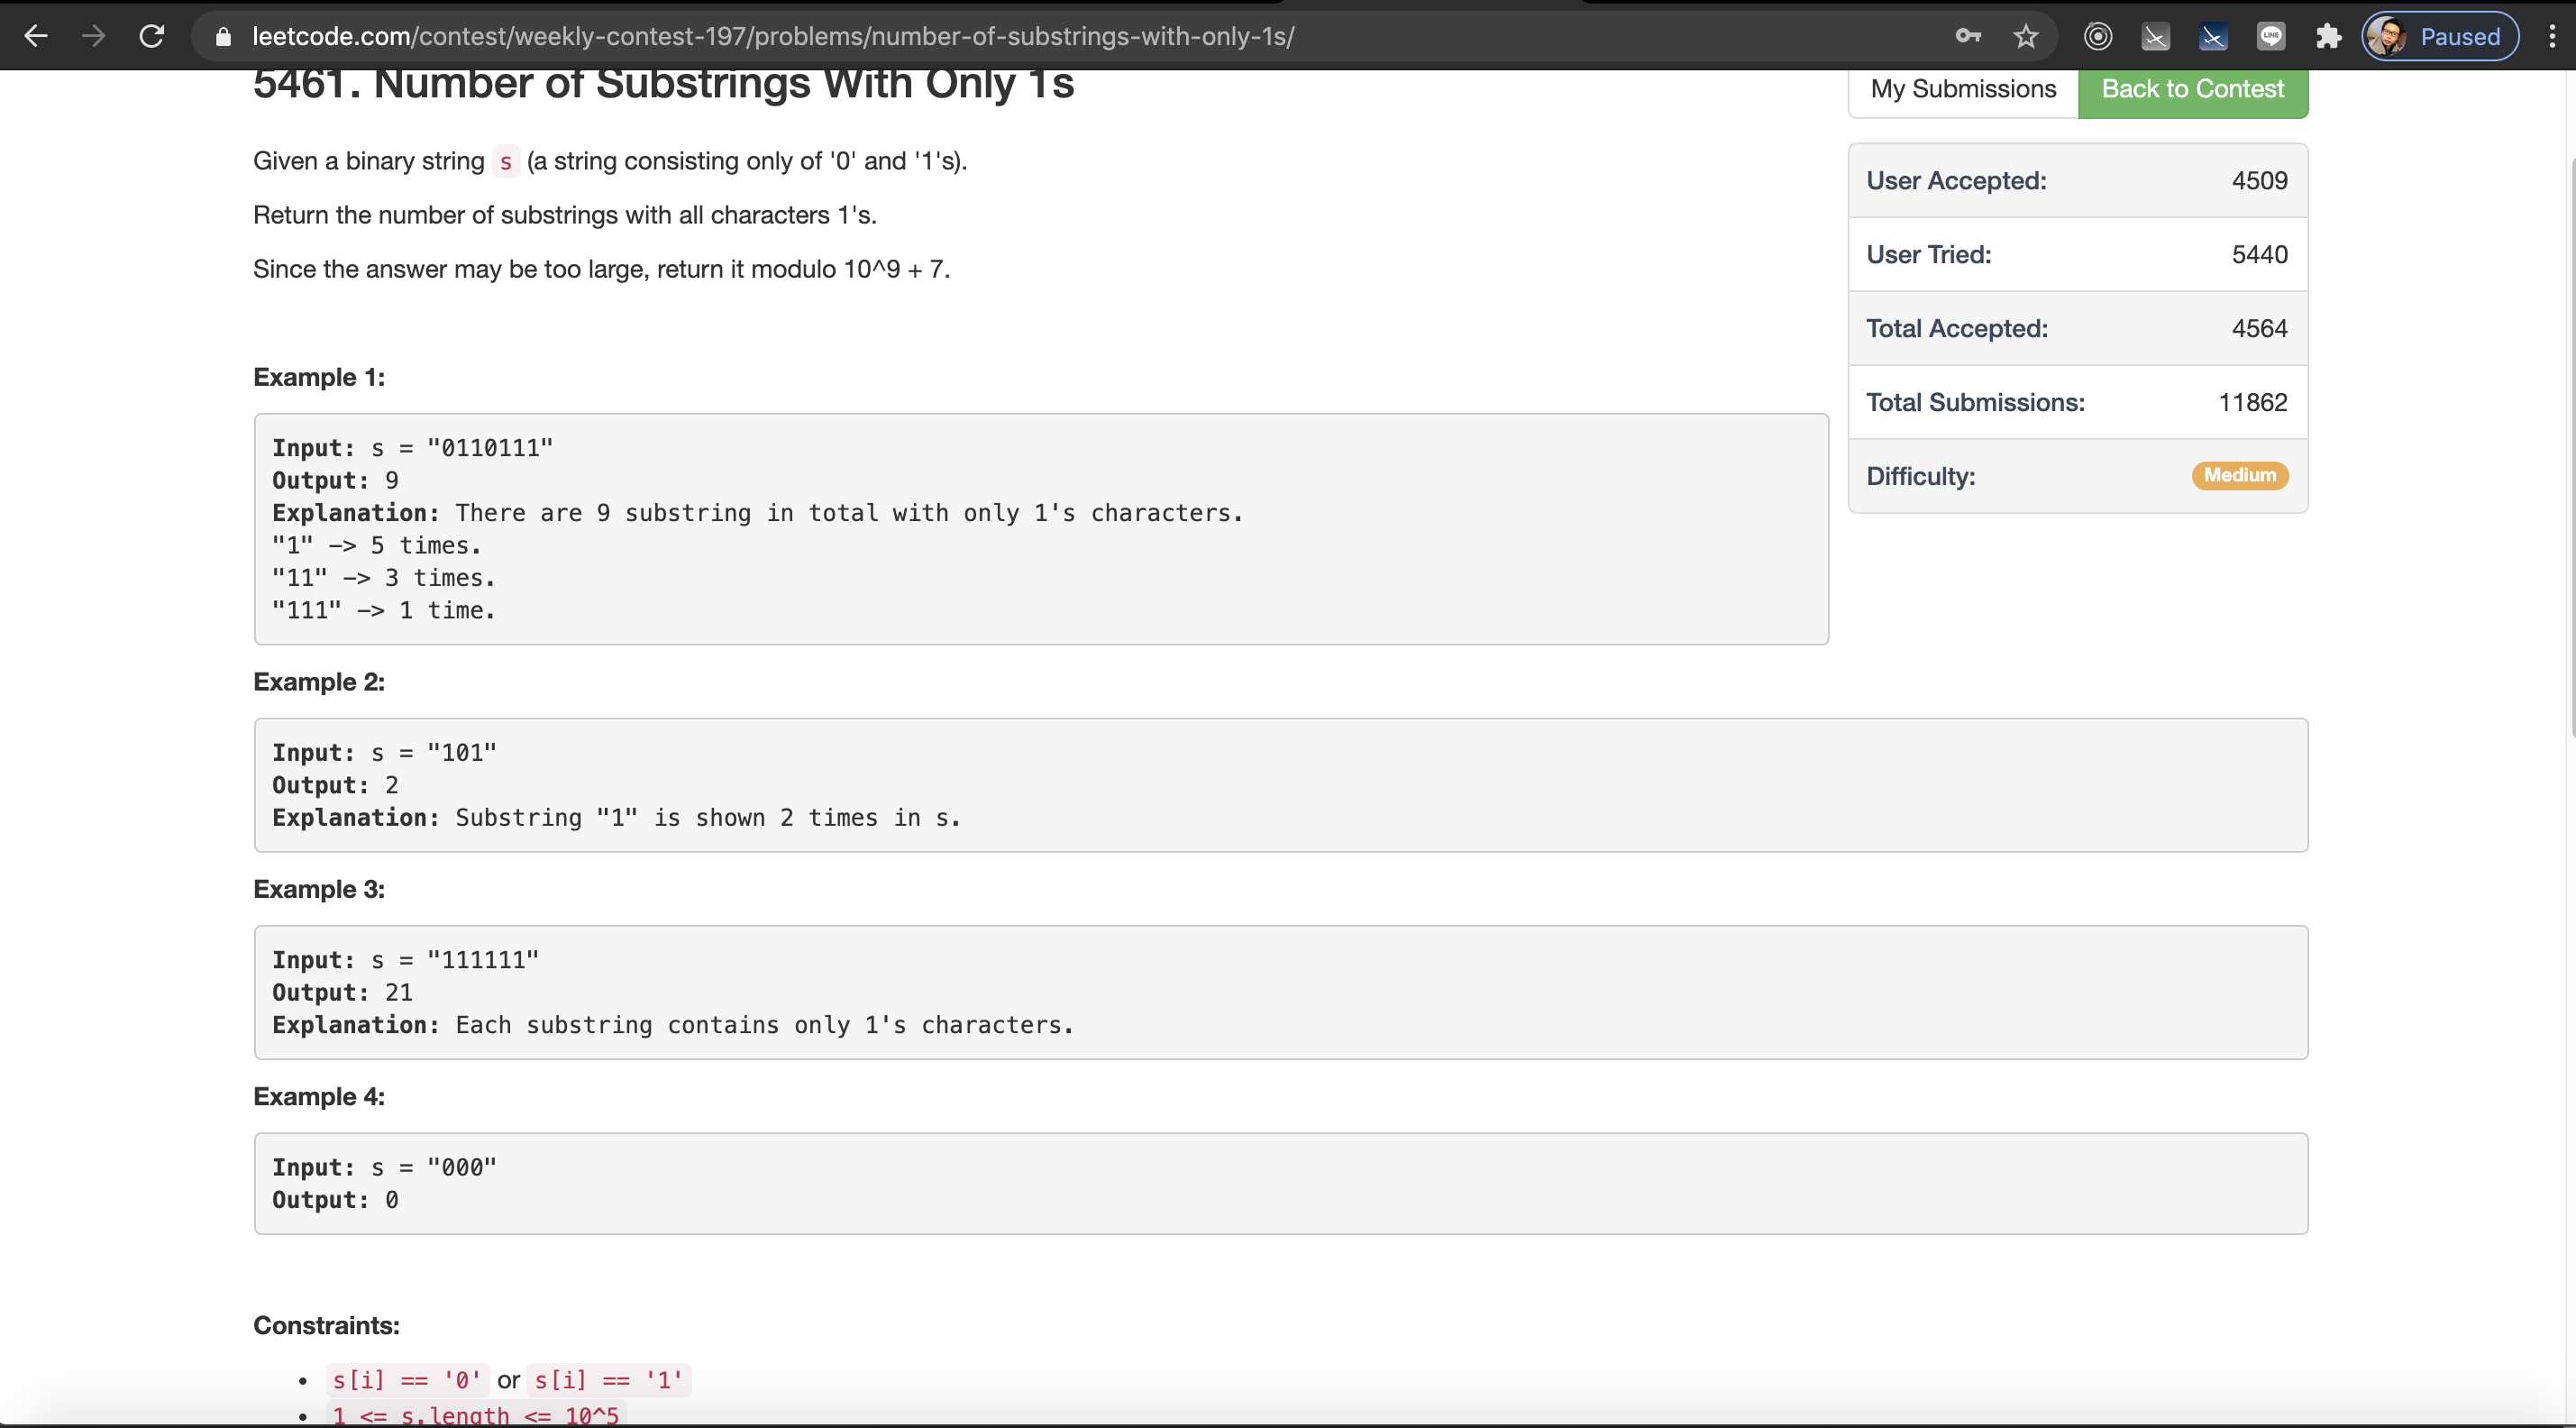 leetcode.com/contest/weekly-contest-197/problems/number-of-substrings-with-only-1s/
LINE
Paused
5461. Number of Substrings With Only 1s
My Submissions
Back to Contest
Given a binary string s (a string consisting only of '0' and '1's).
Return the number of substrings with all characters 1's.
Since the answer may be too large, return it modulo 10^9 + 7.
User Accepted: 4509
User Tried: 5440
Total Accepted: 4564
Total Submissions: 11862
Difficulty: Medium
Example 1:
Input: s = "0110111"
Output: 9
Explanation: There are 9 substring in total with only 1's characters.
"1" -> 5 times.
"11" -> 3 times.
"111" -> 1 time.
Example 2:
Input: s = "101"
Output: 2
Explanation: Substring "1" is shown 2 times in s.
Example 3:
Input: s = "111111"
Output: 21
Explanation: Each substring contains only 1's characters.
Example 4:
Input: s = "000"
Output: 0
Constraints:
• s[i] == '0' or s[i] == '1'
• 1 <= s.length <= 10^5